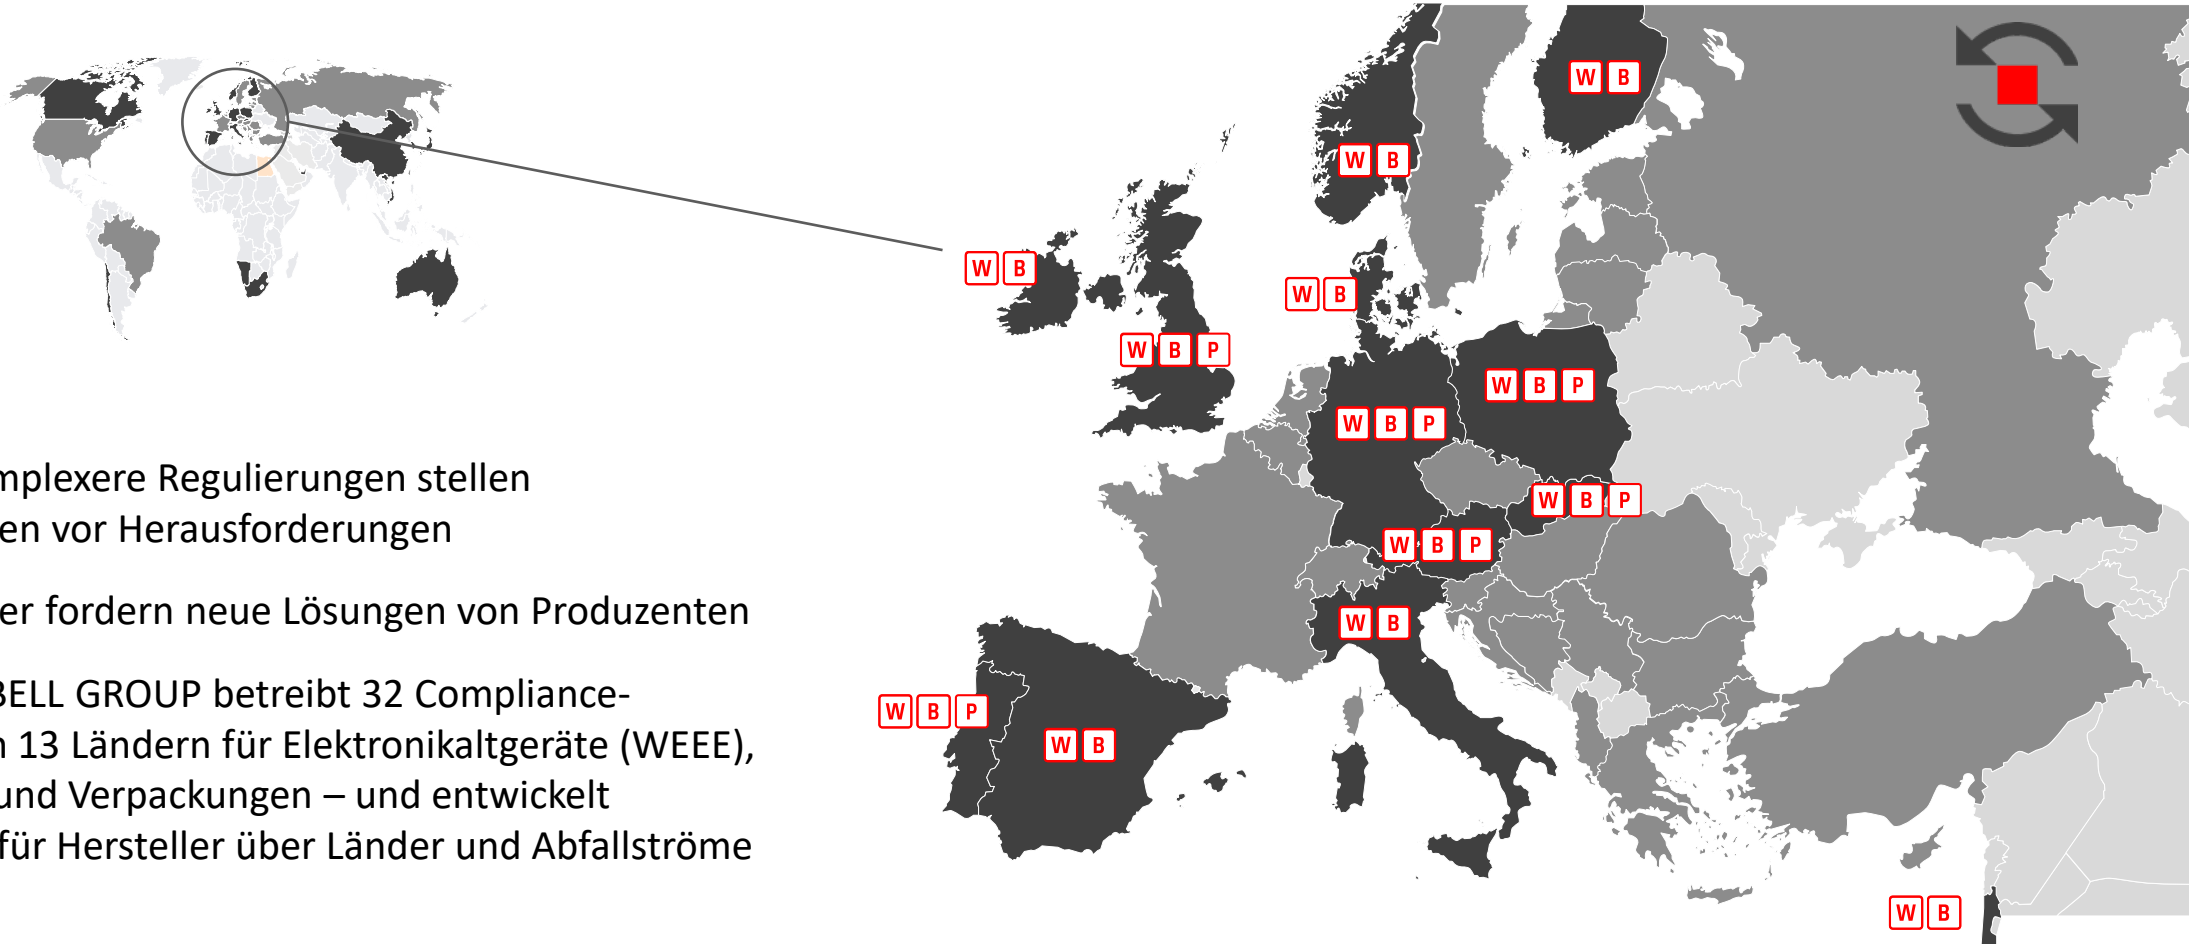 mplexere Regulierungen stellen
en vor Herausforderungen
er fordern neue Lösungen von Produzenten
BELL GROUP betreibt 32 Compliance-
n 13 Ländern für Elektronikaltgeräte (WEEE),
und Verpackungen – und entwickelt
für Hersteller über Länder und Abfallströme
W B
W B
W B
W B
W B P
W B P
W B P
W B P
W B P
W B
W B P
W B
W B